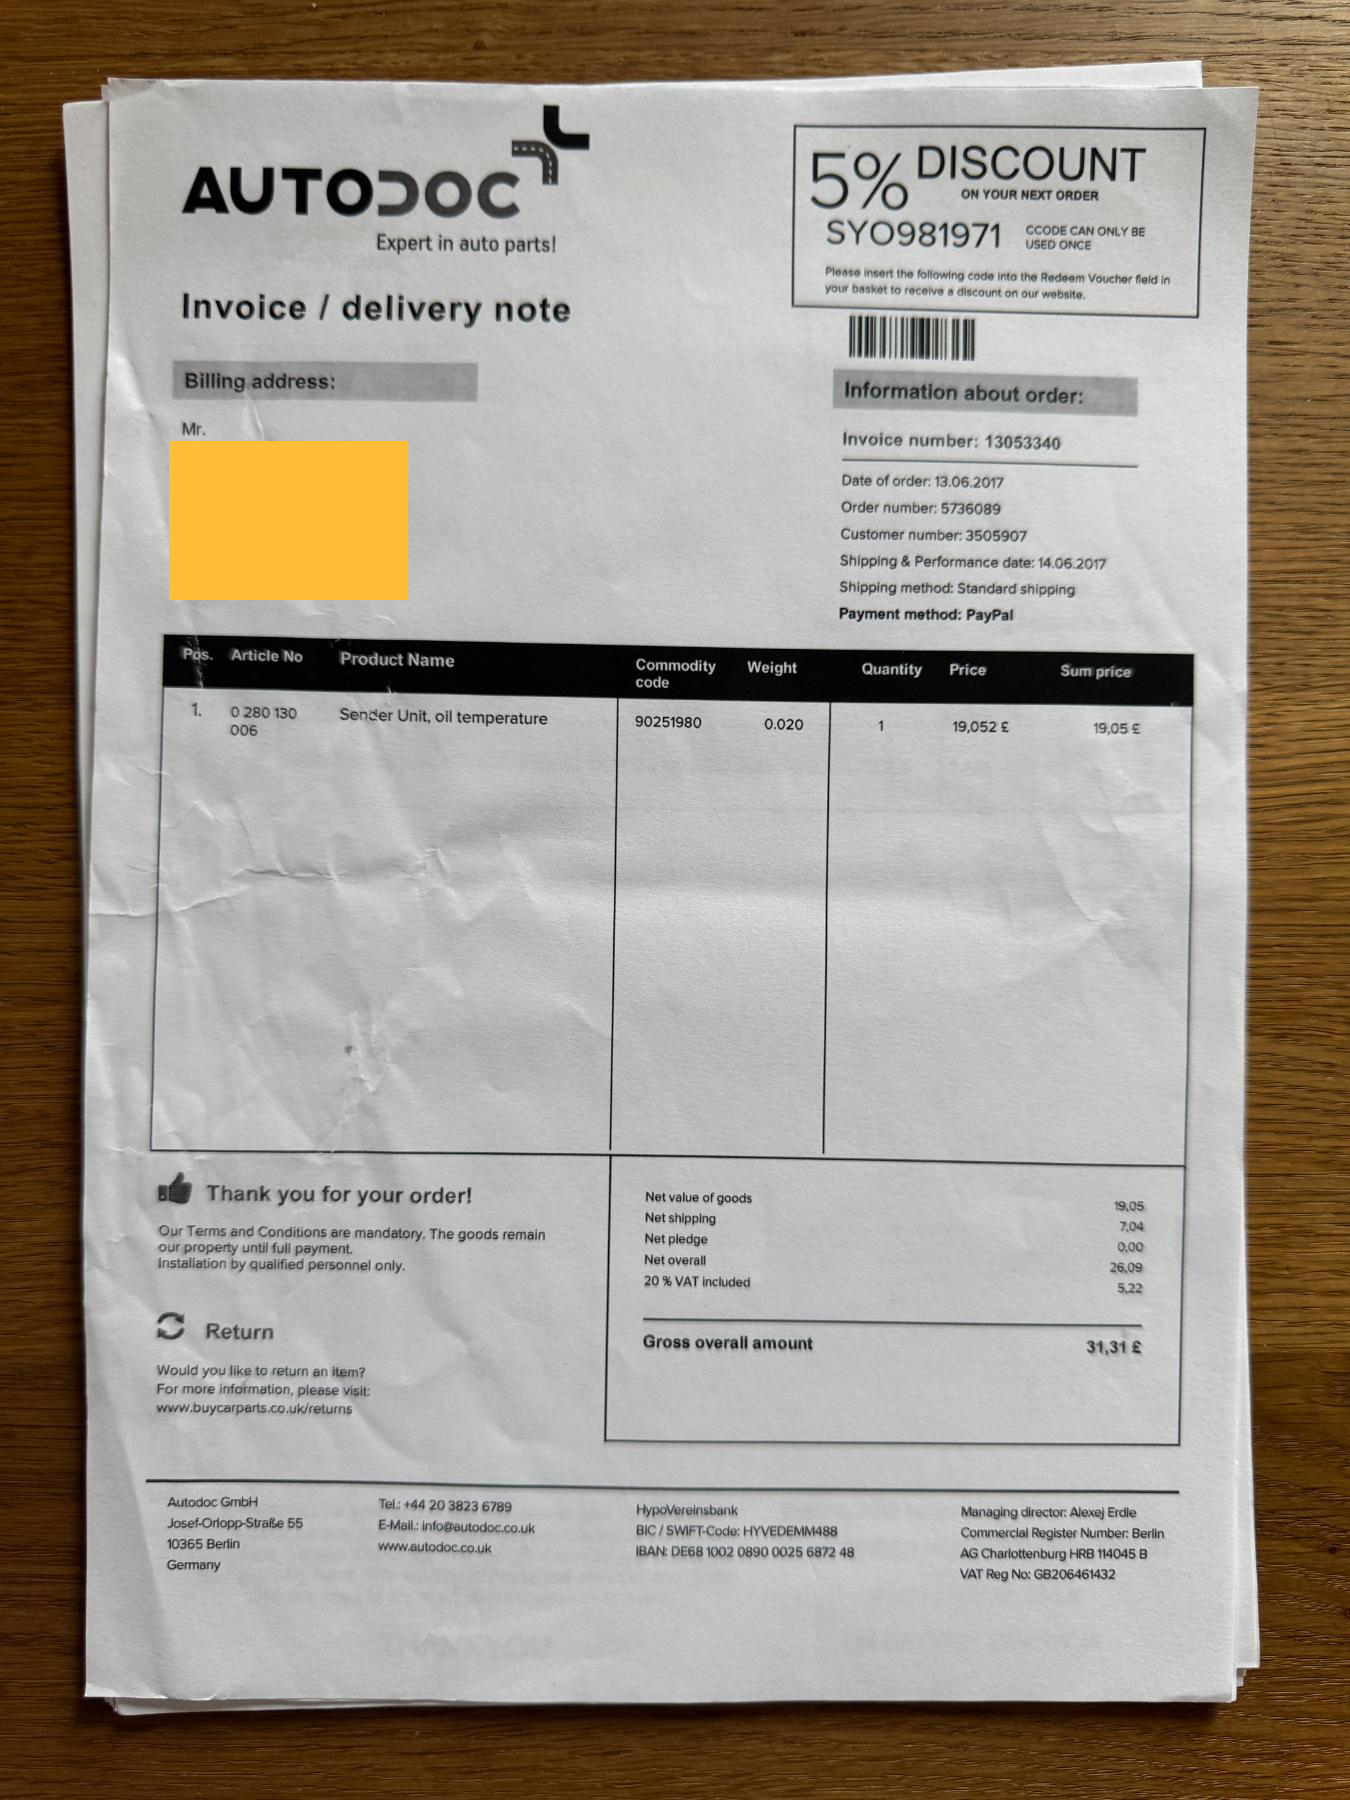 AUTODOC
Expert in auto parts!
5% DISCOUNT
ON YOUR NEXT ORDER
SYO981971
CCODE CAN ONLY BE
USED ONCE
Please insert the following code into the Redeem Voucher field in
your basket to receive a discount on our website.
Invoice / delivery note
Billing address:
Mr.
Information about order:
Invoice number: 13053340
Date of order: 13.06.2017
Order number: 5736089
Customer number: 3505907
Shipping & Performance date: 14.06.2017
Shipping method: Standard shipping
Payment method: PayPal
Pos. Article No Product Name Commodity code Weight Quantity Price Sum price
1. 0 280 130 006 Sender Unit, oil temperature 90251980 0.020 1 19,052 £ 19,05 £
Thank you for your order!
Our Terms and Conditions are mandatory. The goods remain
our property until full payment.
Installation by qualified personnel only.
Return
Would you like to return an item?
For more information, please visit:
www.buycarparts.co.uk/returns
Net value of goods 19,05
Net shipping 7,04
Net pledge 0,00
Net overall 26,09
20 % VAT included 5,22
Gross overall amount 31,31 £
Autodoc GmbH
Josef-Orlopp-Straße 55
10365 Berlin
Germany
Tel.: +44 20 3823 6789
E-Mail.: info@autodoc.co.uk
www.autodoc.co.uk
HypoVereinsbank
BIC / SWIFT-Code: HYVEDEMM488
IBAN: DE68 1002 0890 0025 6872 48
Managing director: Alexej Erdle
Commercial Register Number: Berlin
AG Charlottenburg HRB 114045 B
VAT Reg No: GB206461432